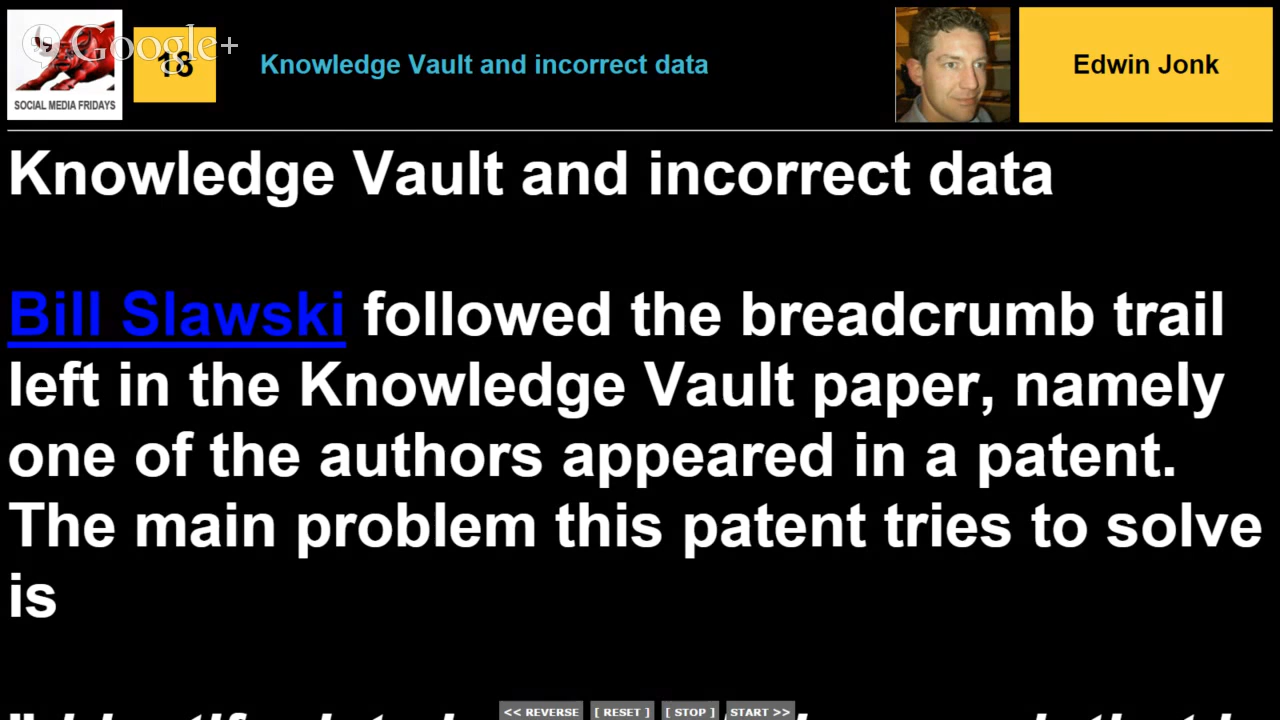 Google+
SOCIAL MEDIA FRIDAYS
18
Knowledge Vault and incorrect data
Edwin Jonk
Knowledge Vault and incorrect data
Bill Slawski followed the breadcrumb trail
left in the Knowledge Vault paper, namely
one of the authors appeared in a patent.
The main problem this patent tries to solve
is
<< REVERSE [ RESET ] [ STOP ] START >>